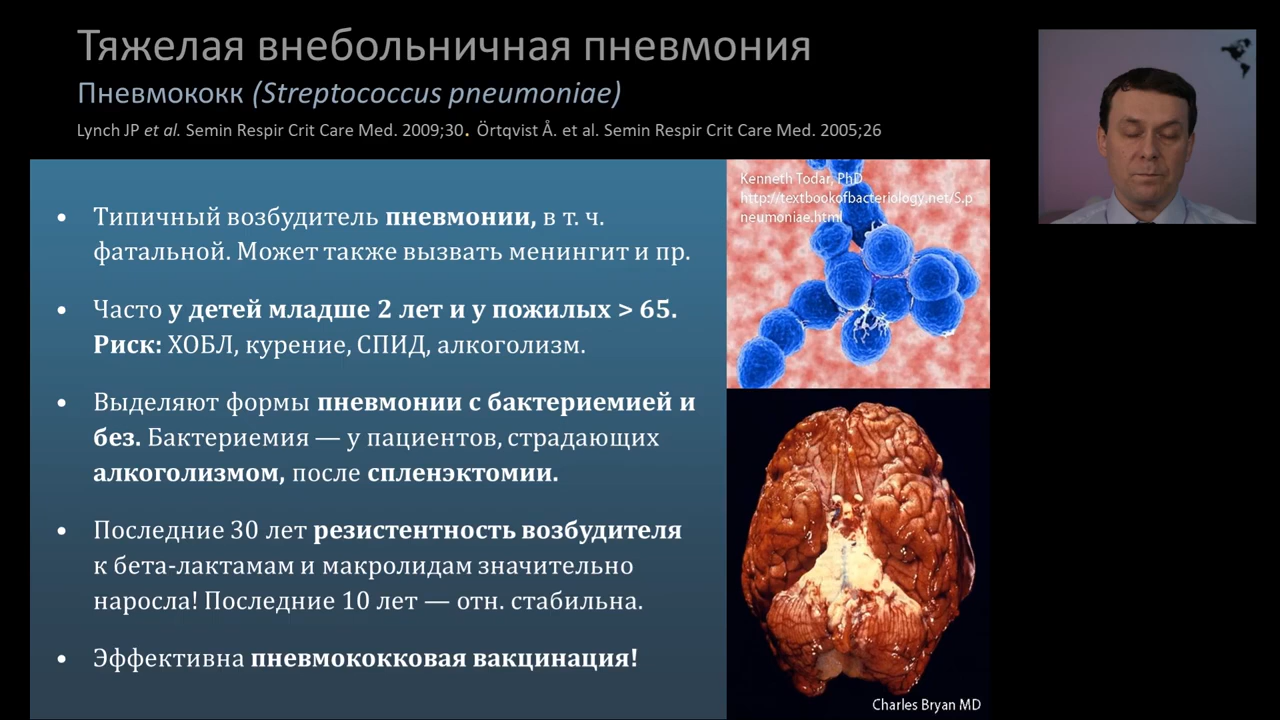 Тяжелая внебольничная пневмония
Пневмококк (Streptococcus pneumoniae)
Lynch JP et al. Semin Respir Crit Care Med. 2009;30. Örtqvist Å. et al. Semin Respir Crit Care Med. 2005;26
• Типичный возбудитель пневмонии, в т. ч.
фатальной. Может также вызвать менингит и пр.
• Часто у детей младше 2 лет и у пожилых > 65.
Риск: ХОБЛ, курение, СПИД, алкоголизм.
• Выделяют формы пневмонии с бактериемией и
без. Бактериемия — у пациентов, страдающих
алкоголизмом, после спленэктомии.
• Последние 30 лет резистентность возбудителя
к бета-лактамам и макролидам значительно
наросла! Последние 10 лет — отн. стабильна.
• Эффективна пневмококковая вакцинация!
Kenneth Todar, PhD
http://textbookofbacteriology.net/S.p
neumoniae.html
Charles Bryan MD